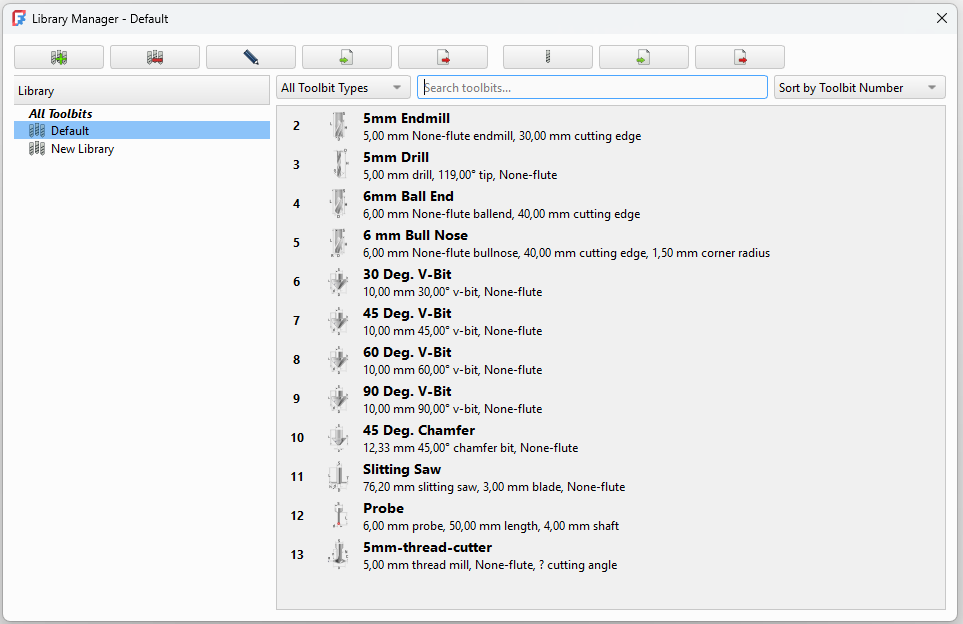 Library Manager - Default
Library
All Toolbit Types
Search toolbits...
Sort by Toolbit Number
All Toolbits
Default
New Library
2
5mm Endmill
5,00 mm None-flute endmill, 30,00 mm cutting edge
3
5mm Drill
5,00 mm drill, 119,00° tip, None-flute
4
6mm Ball End
6,00 mm None-flute ballend, 40,00 mm cutting edge
5
6 mm Bull Nose
6,00 mm None-flute bullnose, 40,00 mm cutting edge, 1,50 mm corner radius
6
30 Deg. V-Bit
10,00 mm 30,00° v-bit, None-flute
7
45 Deg. V-Bit
10,00 mm 45,00° v-bit, None-flute
8
60 Deg. V-Bit
10,00 mm 60,00° v-bit, None-flute
9
90 Deg. V-Bit
10,00 mm 90,00° v-bit, None-flute
10
45 Deg. Chamfer
12,33 mm 45,00° chamfer bit, None-flute
11
Slitting Saw
76,20 mm slitting saw, 3,00 mm blade, None-flute
12
Probe
6,00 mm probe, 50,00 mm length, 4,00 mm shaft
13
5mm-thread-cutter
5,00 mm thread mill, None-flute, ? cutting angle